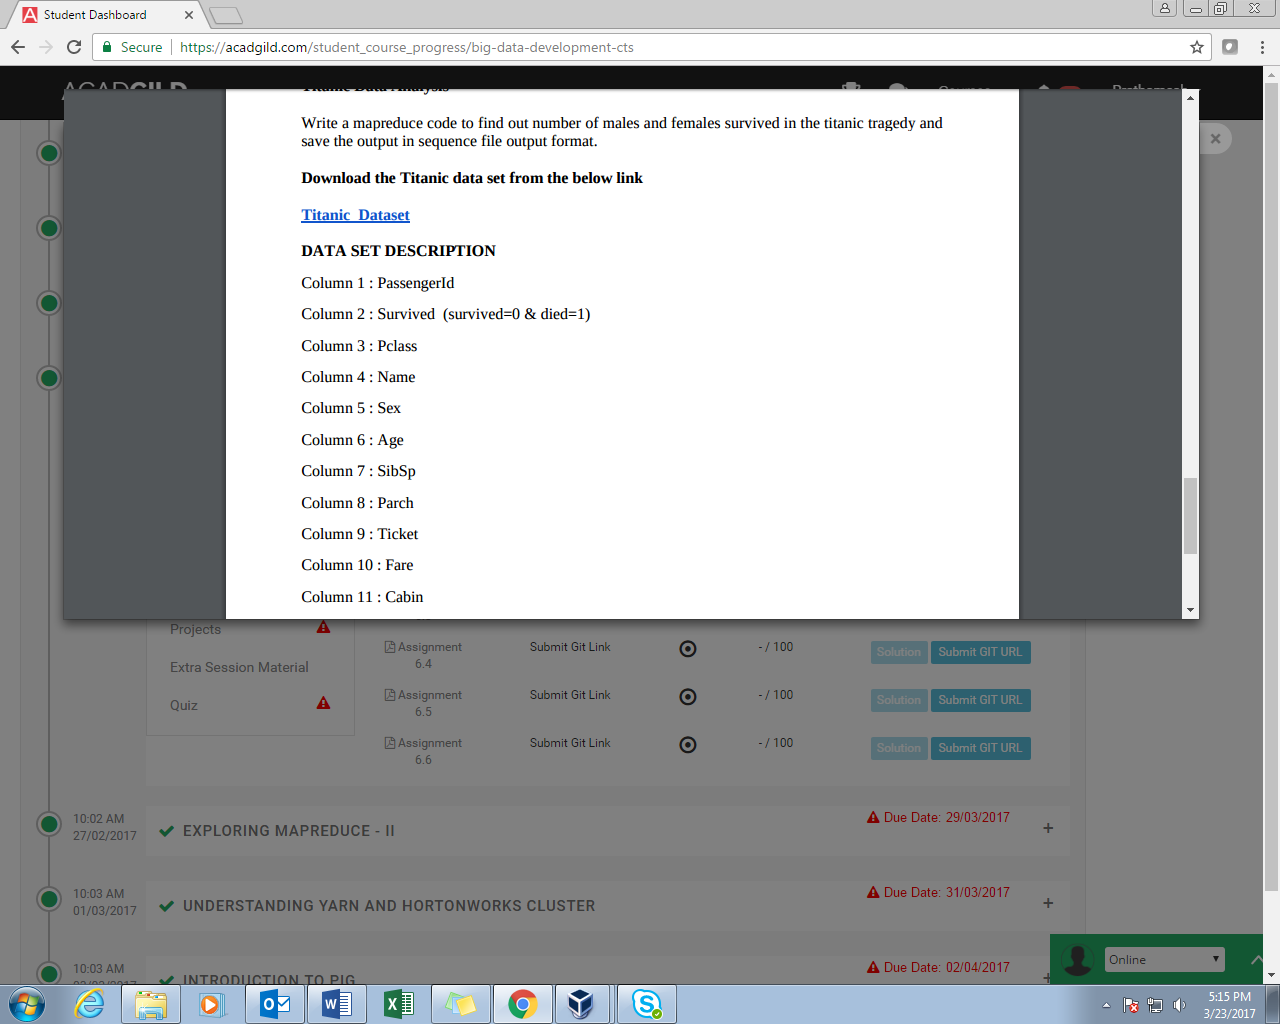 Student Dashboard
Secure
https://acadgild.com/student_course_progress/big-data-development-cts
ACADGILD
Titanic Data Analysis
Write a mapreduce code to find out number of males and females survived in the titanic tragedy and
save the output in sequence file output format.
Download the Titanic data set from the below link
Titanic_Dataset
DATA SET DESCRIPTION
Column 1 : PassengerId
Column 2 : Survived  (survived=0 & died=1)
Column 3 : Pclass
Column 4 : Name
Column 5 : Sex
Column 6 : Age
Column 7 : SibSp
Column 8 : Parch
Column 9 : Ticket
Column 10 : Fare
Column 11 : Cabin
Projects
Extra Session Material
Quiz
Assignment
6.4
Submit Git Link
- / 100
Solution
Submit GIT URL
Assignment
6.5
Submit Git Link
- / 100
Solution
Submit GIT URL
Assignment
6.6
Submit Git Link
- / 100
Solution
Submit GIT URL
10:02 AM
27/02/2017
EXPLORING MAPREDUCE - II
Due Date: 29/03/2017
10:03 AM
01/03/2017
UNDERSTANDING YARN AND HORTONWORKS CLUSTER
Due Date: 31/03/2017
10:03 AM
INTRODUCTION TO PIG
Due Date: 02/04/2017
Online
5:15 PM
3/23/2017